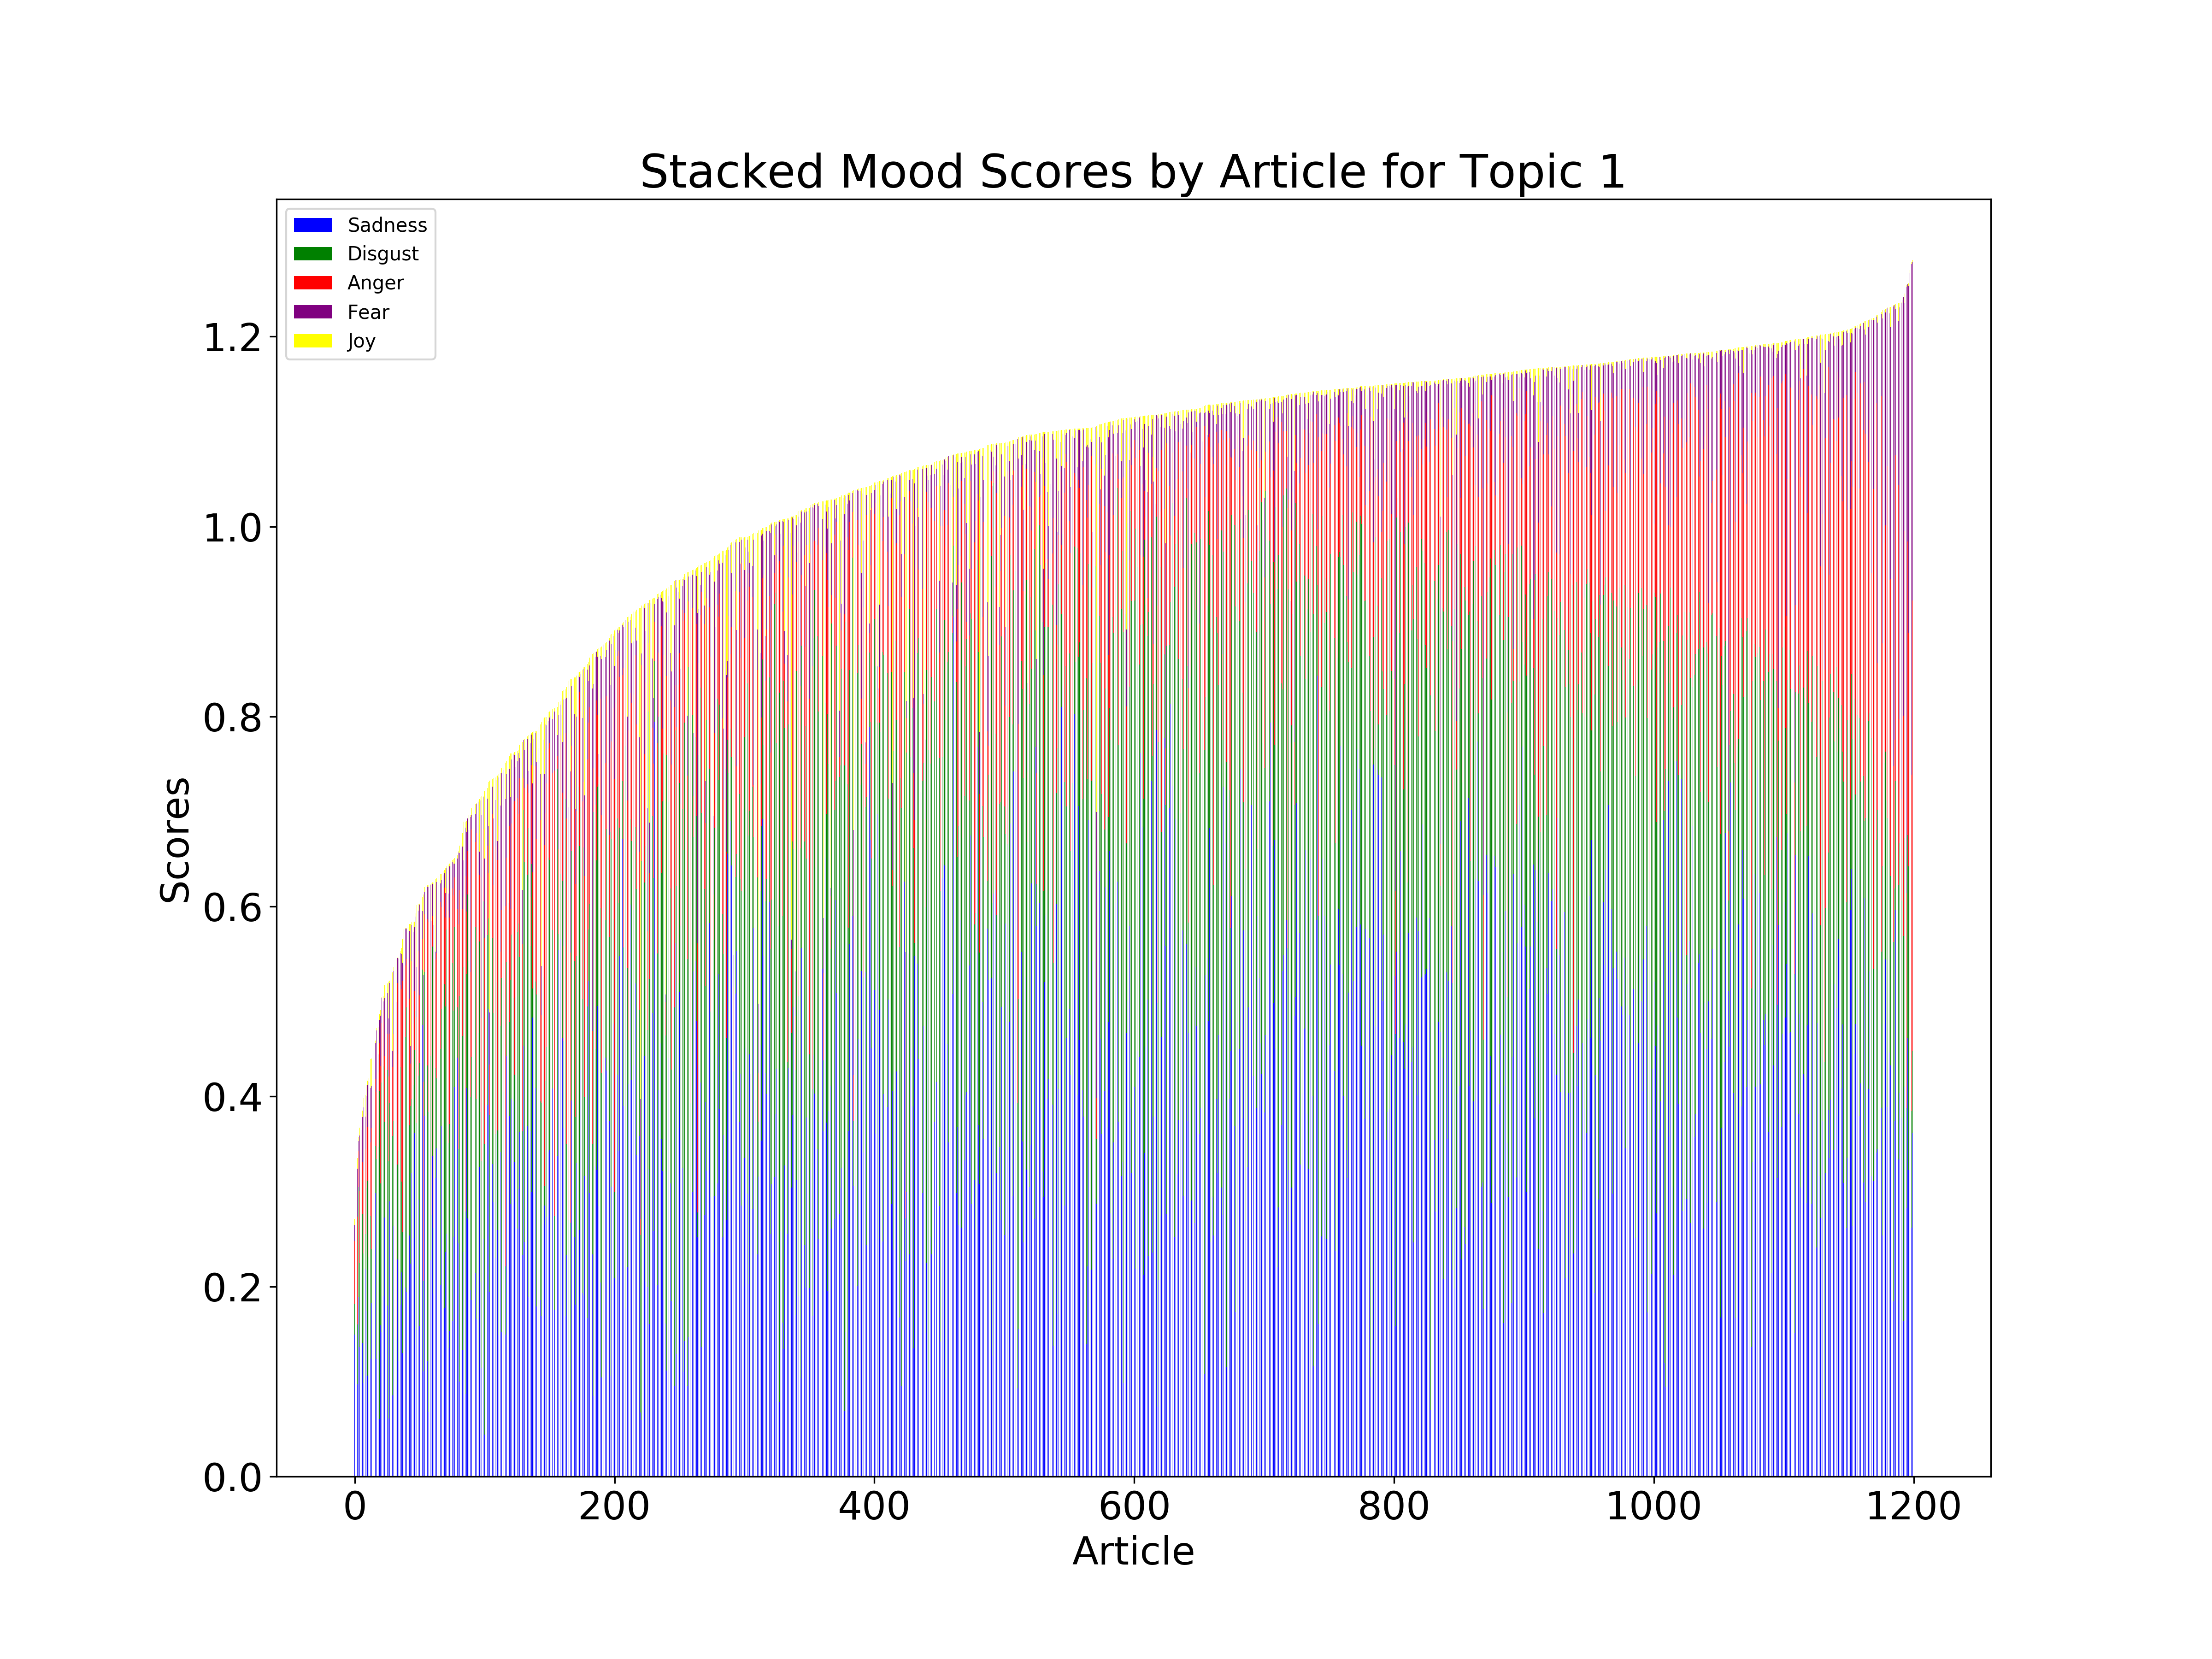 Stacked Mood Scores by Article for Topic 1
Sadness
Disgust
Anger
Fear
Joy
1.2
1.0
0.8
0.6
0.4
0.2
0.0
Scores
0 200 400 600 800 1000 1200
Article